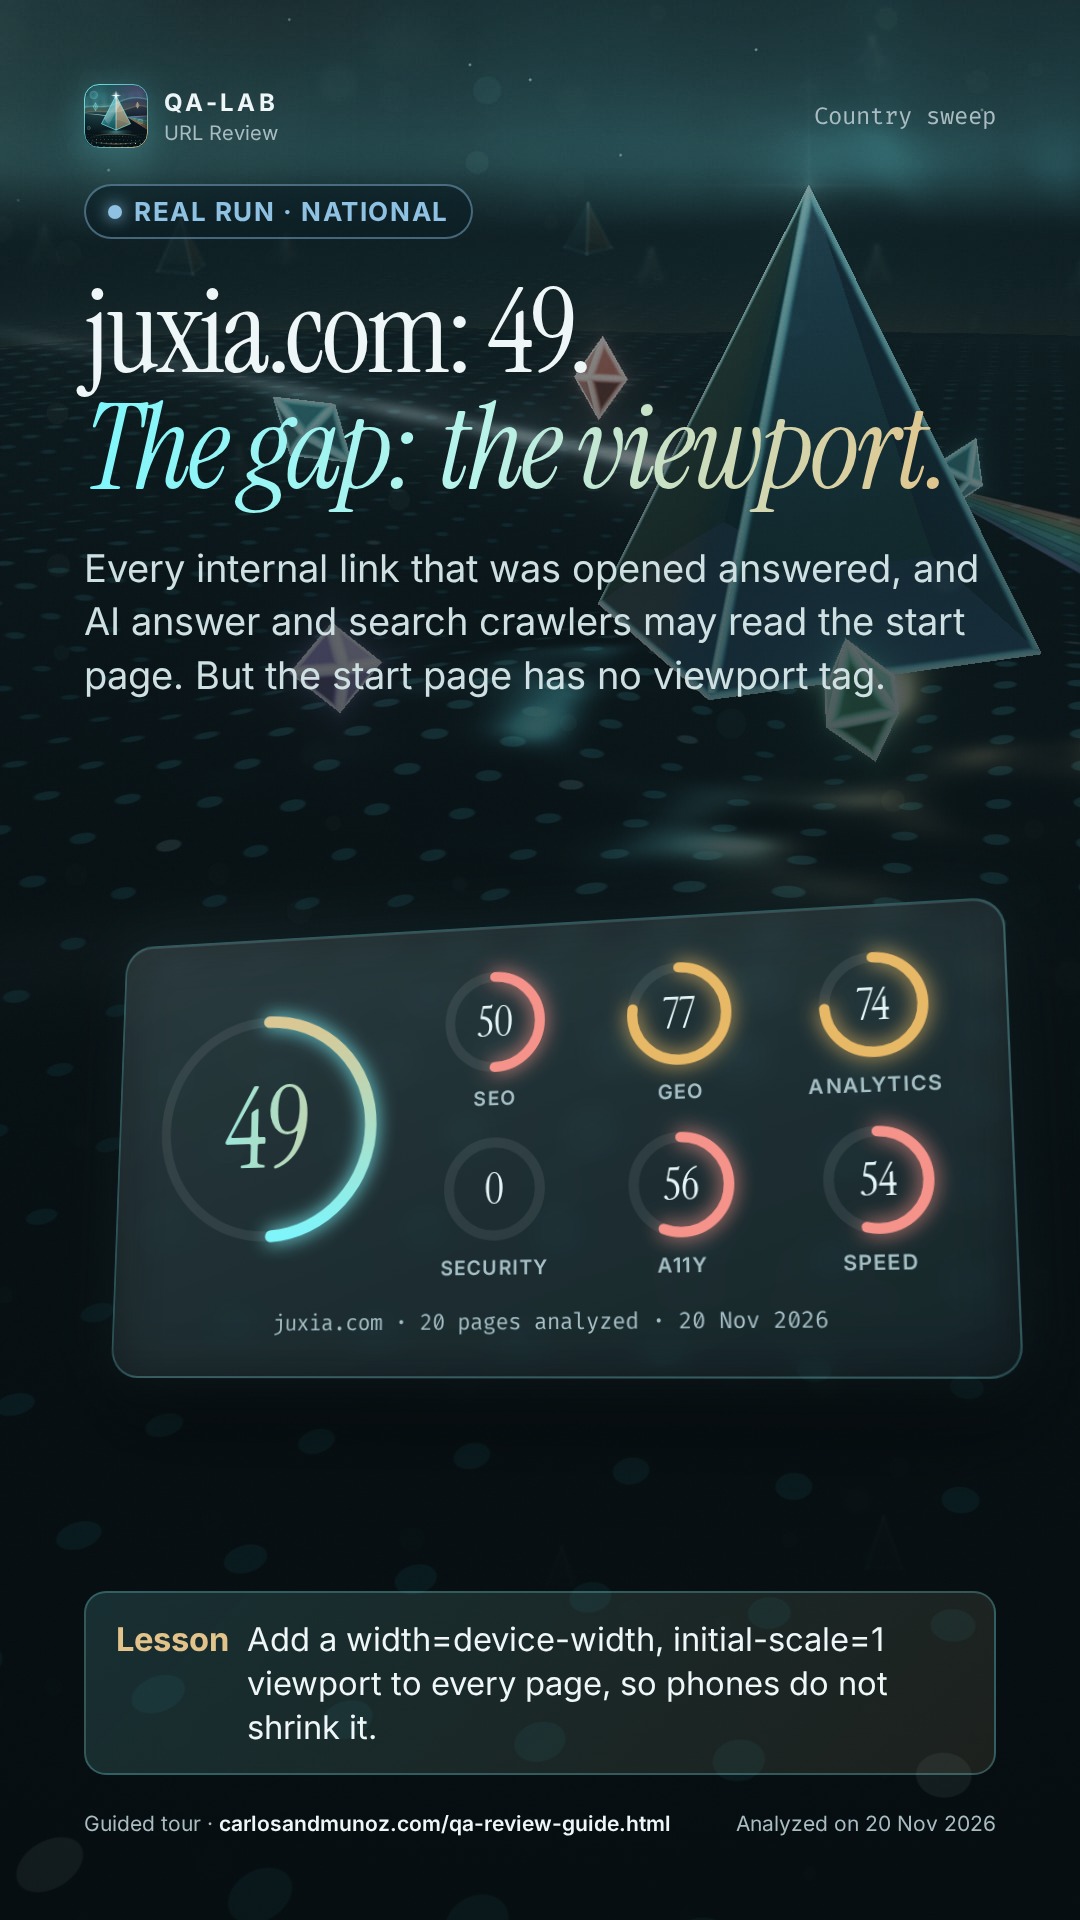 QA-LAB
URL Review
Country sweep
REAL RUN · NATIONAL
juxia.com: 49.
The gap: the viewport.
Every internal link that was opened answered, and
AI answer and search crawlers may read the start
page. But the start page has no viewport tag.
49
50
SEO
77
GEO
74
ANALYTICS
0
SECURITY
56
A11Y
54
SPEED
juxia.com · 20 pages analyzed · 20 Nov 2026
Lesson Add a width=device-width, initial-scale=1
viewport to every page, so phones do not
shrink it.
Guided tour · carlosandmunoz.com/qa-review-guide.html
Analyzed on 20 Nov 2026